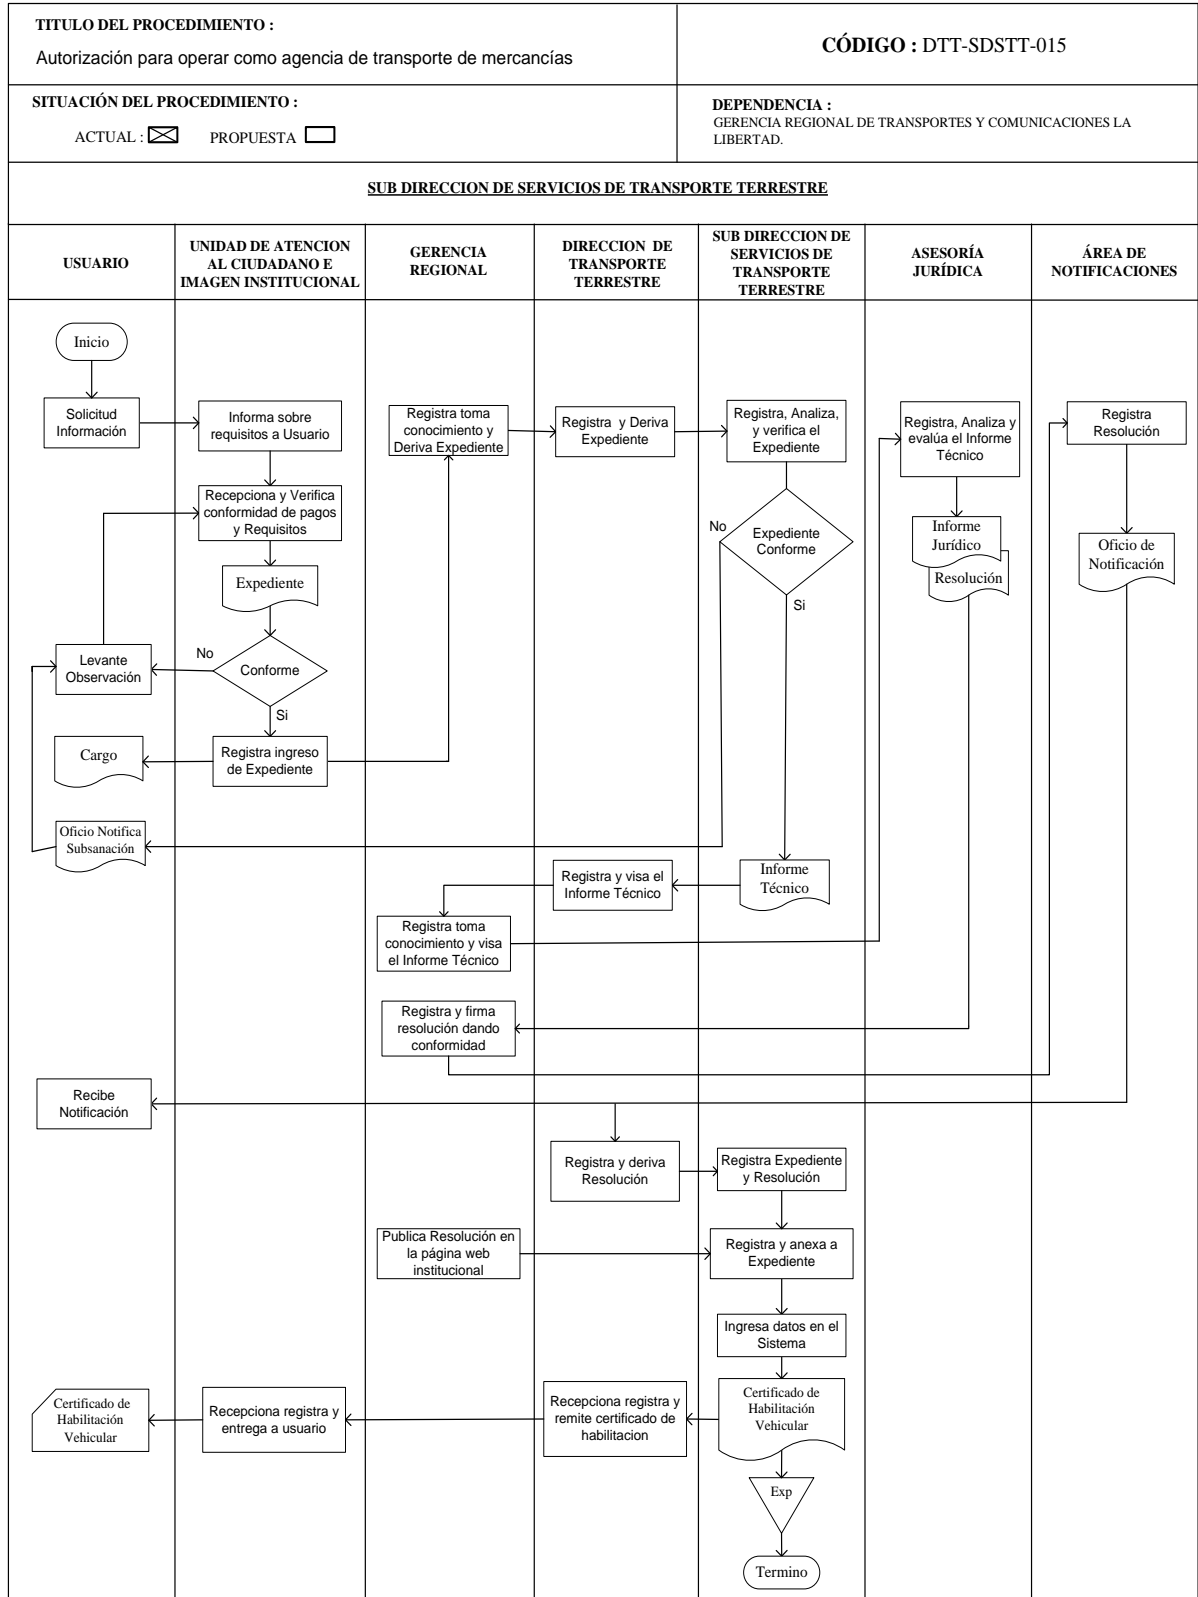 TITULO DEL PROCEDIMIENTO :
Autorización para operar como agencia de transporte de mercancías
CÓDIGO : DTT-SDSTT-015
SITUACIÓN DEL PROCEDIMIENTO :
ACTUAL : PROPUESTA
DEPENDENCIA :
GERENCIA REGIONAL DE TRANSPORTES Y COMUNICACIONES LA
LIBERTAD.
SUB DIRECCION DE SERVICIOS DE TRANSPORTE TERRESTRE
USUARIO
UNIDAD DE ATENCION
AL CIUDADANO E
IMAGEN INSTITUCIONAL
GERENCIA
REGIONAL
DIRECCION DE
TRANSPORTE
TERRESTRE
SUB DIRECCION DE
SERVICIOS DE
TRANSPORTE
TERRESTRE
ASESORÍA
JURÍDICA
ÁREA DE
NOTIFICACIONES
Inicio
Solicitud
Información
Informa sobre
requisitos a Usuario
Registra toma
conocimiento y
Deriva Expediente
Registra y Deriva
Expediente
Registra, Analiza,
y verifica el
Expediente
Registra, Analiza y
evalúa el Informe
Técnico
Registra
Resolución
Recepciona y Verifica
conformidad de pagos
y Requisitos
No
Expediente
Conforme
Si
Informe
Jurídico
Resolución
Oficio de
Notificación
Expediente
Levante
Observación
No
Conforme
Si
Cargo
Registra ingreso
de Expediente
Oficio Notifica
Subsanación
Registra y visa el
Informe Técnico
Informe
Técnico
Registra toma
conocimiento y visa
el Informe Técnico
Registra y firma
resolución dando
conformidad
Recibe
Notificación
Registra y deriva
Resolución
Registra Expediente
y Resolución
Publica Resolución en
la página web
institucional
Registra y anexa a
Expediente
Ingresa datos en el
Sistema
Certificado de
Habilitación
Vehicular
Recepciona registra y
entrega a usuario
Recepciona registra y
remite certificado de
habilitacion
Certificado de
Habilitación
Vehicular
Exp
Termino